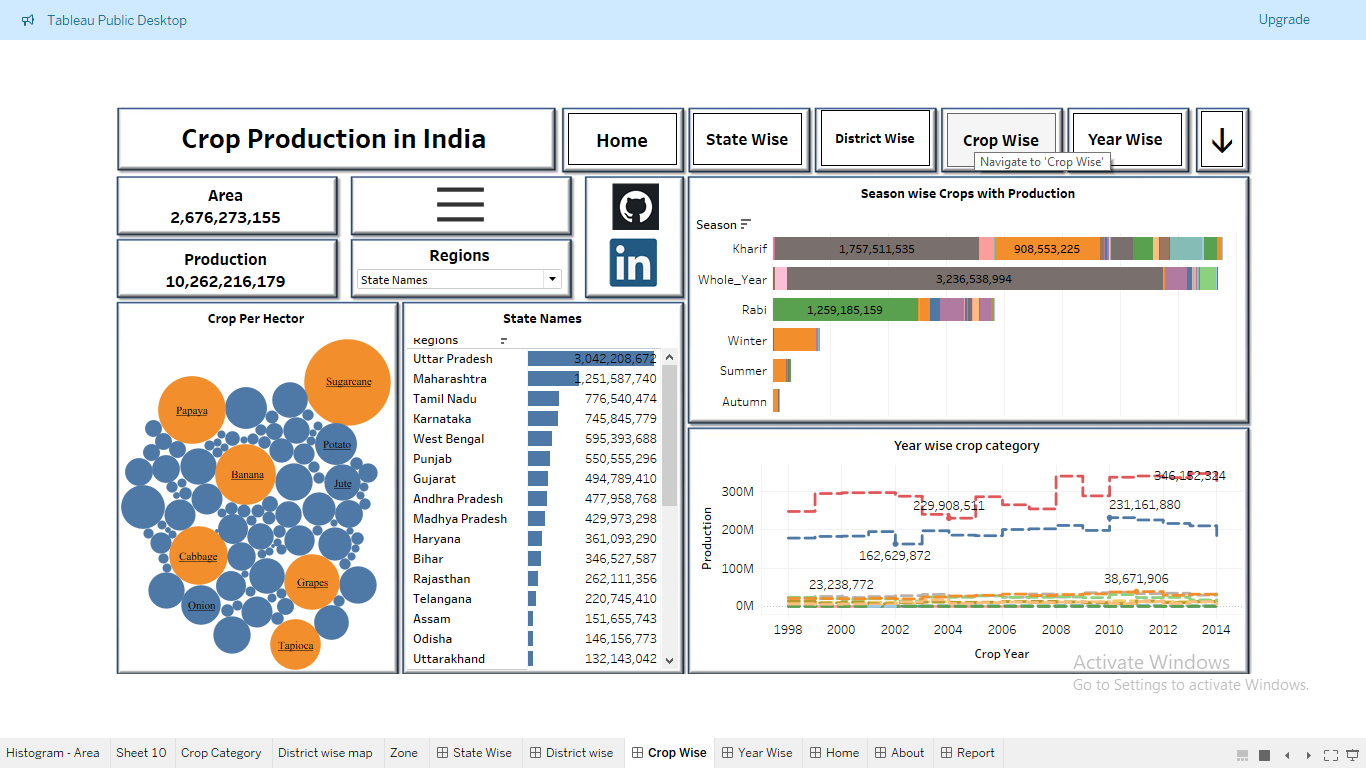 Tableau Public Desktop
Upgrade
Crop Production in India
Home
State Wise
District Wise
Crop Wise
Year Wise
Navigate to 'Crop Wise'
Area
2,676,273,155
Production
10,262,216,179
Regions
State Names
in
Season wise Crops with Production
Season
Kharif
1,757,511,535
908,553,225
Whole_Year
3,236,538,994
Rabi
1,259,185,159
Winter
Summer
Autumn
Crop Per Hector
Sugarcane
Papaya
Potato
Banana
Jute
Cabbage
Grapes
Onion
Tapioca
State Names
Regions
Uttar Pradesh 3,042,208,672
Maharashtra 1,251,587,740
Tamil Nadu 776,540,474
Karnataka 745,845,779
West Bengal 595,393,688
Punjab 550,555,296
Gujarat 494,789,410
Andhra Pradesh 477,958,768
Madhya Pradesh 429,973,298
Haryana 361,093,290
Bihar 346,527,587
Rajasthan 262,111,356
Telangana 220,745,410
Assam 151,655,743
Odisha 146,156,773
Uttarakhand 132,143,042
Year wise crop category
Production
300M
200M
100M
0M
346,182,324
229,908,511
231,161,880
162,629,872
23,238,772
38,671,906
1998 2000 2002 2004 2006 2008 2010 2012 2014
Crop Year
Activate Windows
Go to Settings to activate Windows.
Histogram - Area Sheet 10 Crop Category District wise map Zone State Wise District wise Crop Wise Year Wise Home About Report